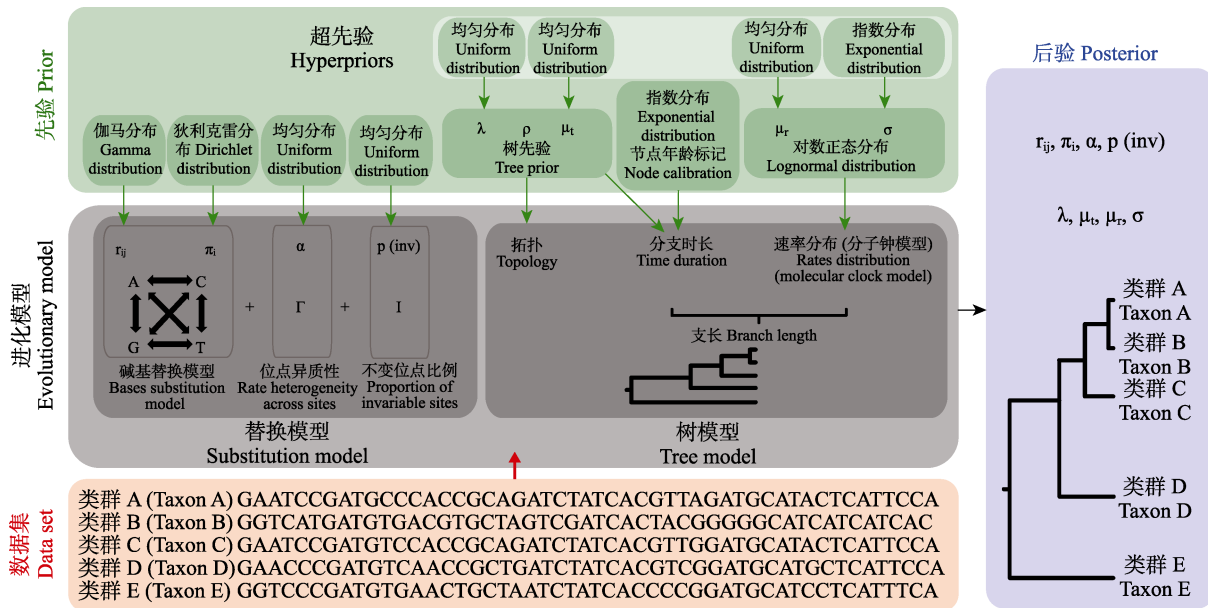 先验 Prior
超先验
Hyperpriors
均匀分布
Uniform
distribution
均匀分布
Uniform
distribution
均匀分布
Uniform
distribution
指数分布
Exponential
distribution
伽马分布
Gamma
distribution
狄利克雷分
布 Dirichlet
distribution
均匀分布
Uniform
distribution
均匀分布
Uniform
distribution
λ ρ μt
树先验
Tree prior
指数分布
Exponential
distribution
节点年龄标记
Node calibration
μr σ
对数正态分布
Lognormal distribution
进化模型
Evolutionary model
rij πi
A C
G T
碱基替换模型
Bases substitution
model
+
α
Γ
位点异质性
Rate heterogeneity
across sites
+
p (inv)
I
不变位点比例
Proportion of
invariable sites
替换模型
Substitution model
拓扑
Topology
分支时长
Time duration
速率分布 (分子钟模型)
Rates distribution
(molecular clock model)
支长 Branch length
树模型
Tree model
数据集
Data set
类群 A (Taxon A) GAATCCGATGCCCACCGCAGATCTATCACGTTAGATGCATACTCATTCCA
类群 B (Taxon B) GGTCATGATGTGACGTGCTAGTCGATCACTACGGGGGCATCATCATCAC
类群 C (Taxon C) GAATCCGATGTCCACCGCAGATCTATCACGTTGGATGCATACTCATTCCA
类群 D (Taxon D) GAACCCGATGTCAACCGCTGATCTATCACGTCGGATGCATGCTCATTCCA
类群 E (Taxon E) GGTCCCGATGTGAACTGCTAATCTATCACCCCGGATGCATCCTCATTTCA
后验 Posterior
rij, πi, α, p (inv)
λ, μt, μr, σ
类群 A
Taxon A
类群 B
Taxon B
类群 C
Taxon C
类群 D
Taxon D
类群 E
Taxon E